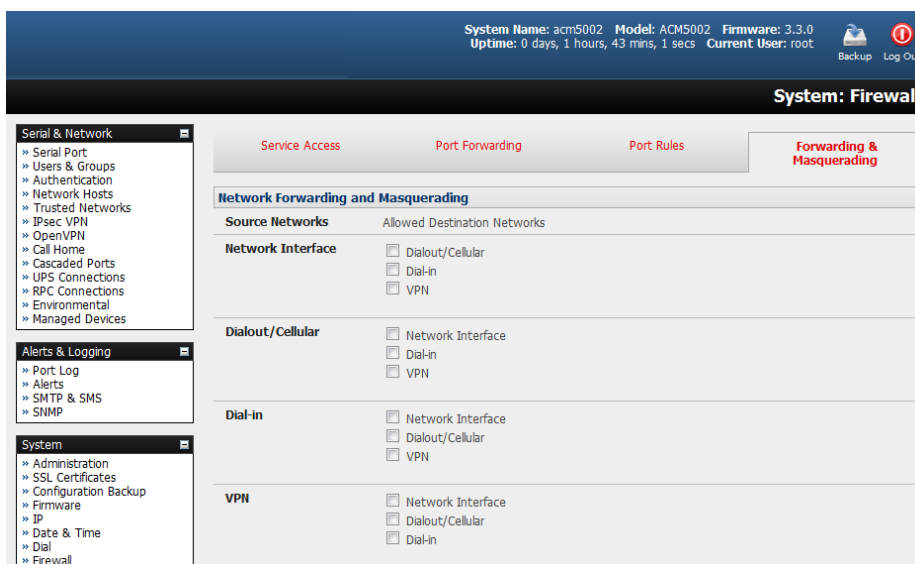 System Name: acm5002 Model: ACM5002 Firmware: 3.3.0
Uptime: 0 days, 1 hours, 43 mins, 1 secs Current User: root
Backup
Log Ou
System: Firewal
Serial & Network
» Serial Port
» Users & Groups
» Authentication
» Network Hosts
» Trusted Networks
» IPsec VPN
» OpenVPN
» Call Home
» Cascaded Ports
» UPS Connections
» RPC Connections
» Environmental
» Managed Devices
Alerts & Logging
» Port Log
» Alerts
» SMTP & SMS
» SNMP
System
» Administration
» SSL Certificates
» Configuration Backup
» Firmware
» IP
» Date & Time
» Dial
» Firewall
Service Access
Port Forwarding
Port Rules
Forwarding &
Masquerading
Network Forwarding and Masquerading
Source Networks
Allowed Destination Networks
Network Interface
Dialout/Cellular
Dial-in
VPN
Dialout/Cellular
Network Interface
Dial-in
VPN
Dial-in
Network Interface
Dialout/Cellular
VPN
VPN
Network Interface
Dialout/Cellular
Dial-in